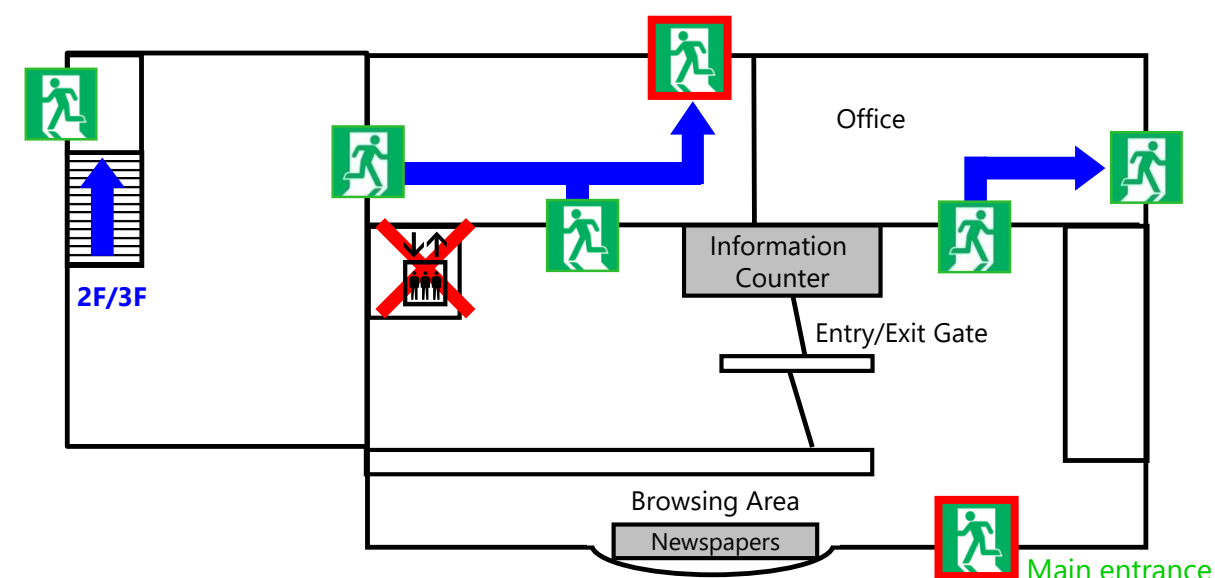 Office
Information
Counter
2F/3F
Entry/Exit Gate
Browsing Area
Newspapers
Main entrance